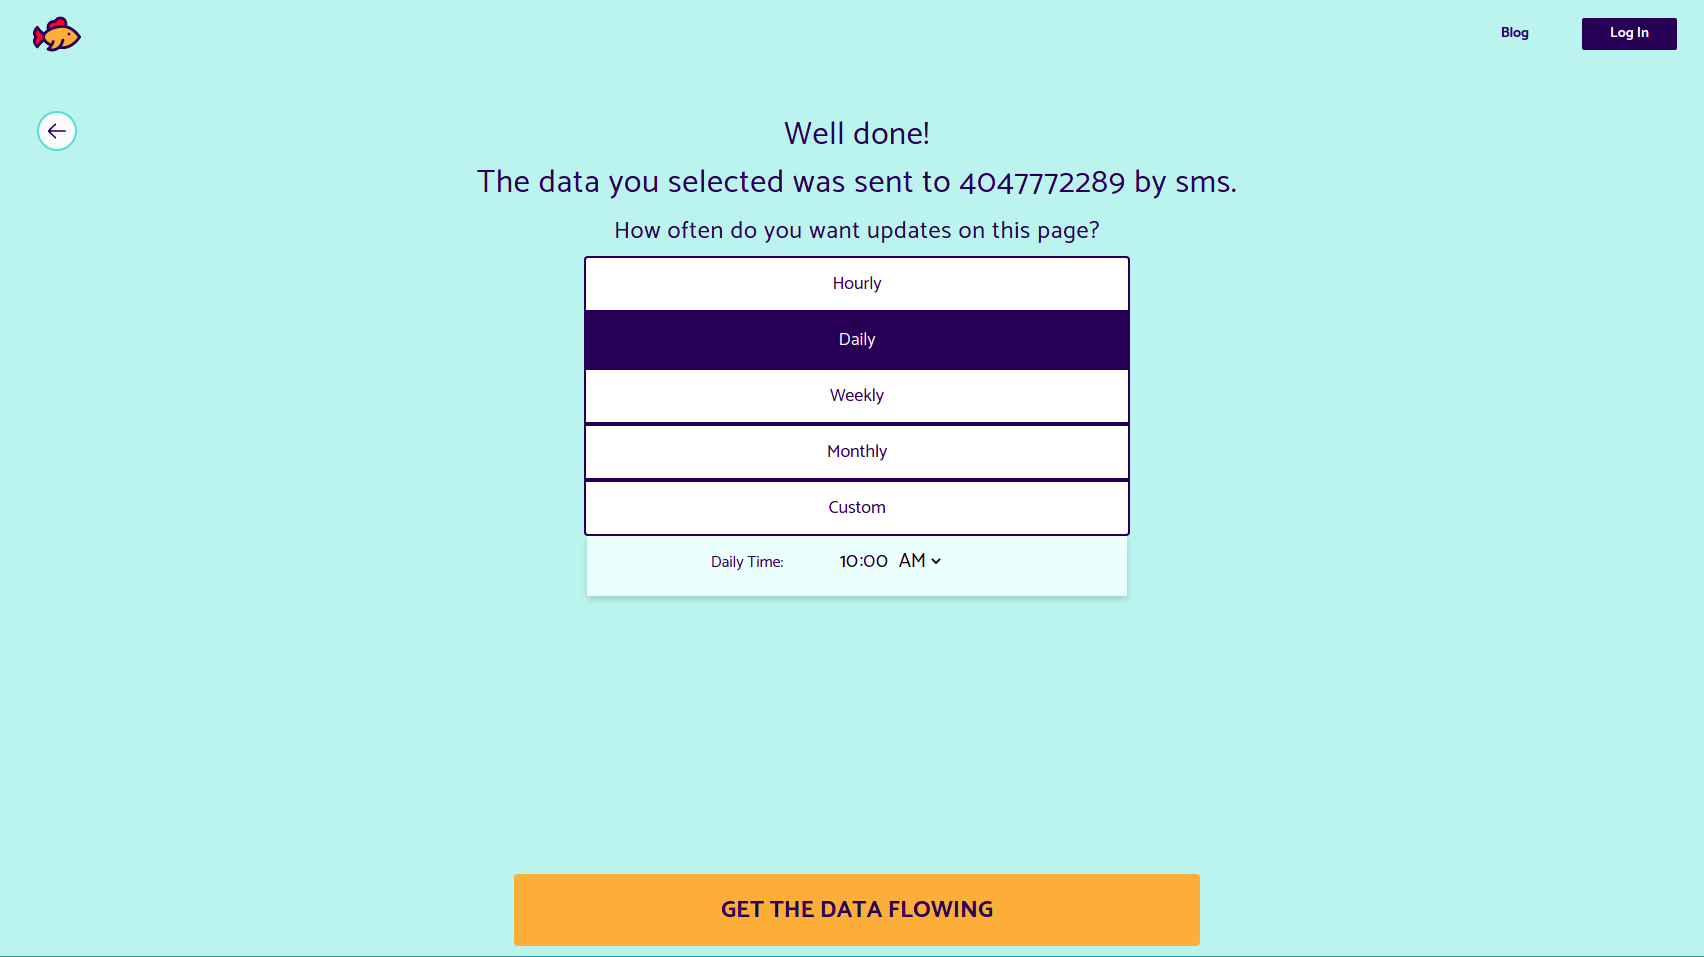 Blog
Log In
Well done!
The data you selected was sent to 4047772289 by sms.
How often do you want updates on this page?
Hourly
Daily
Weekly
Monthly
Custom
Daily Time: 10:00 AM
GET THE DATA FLOWING